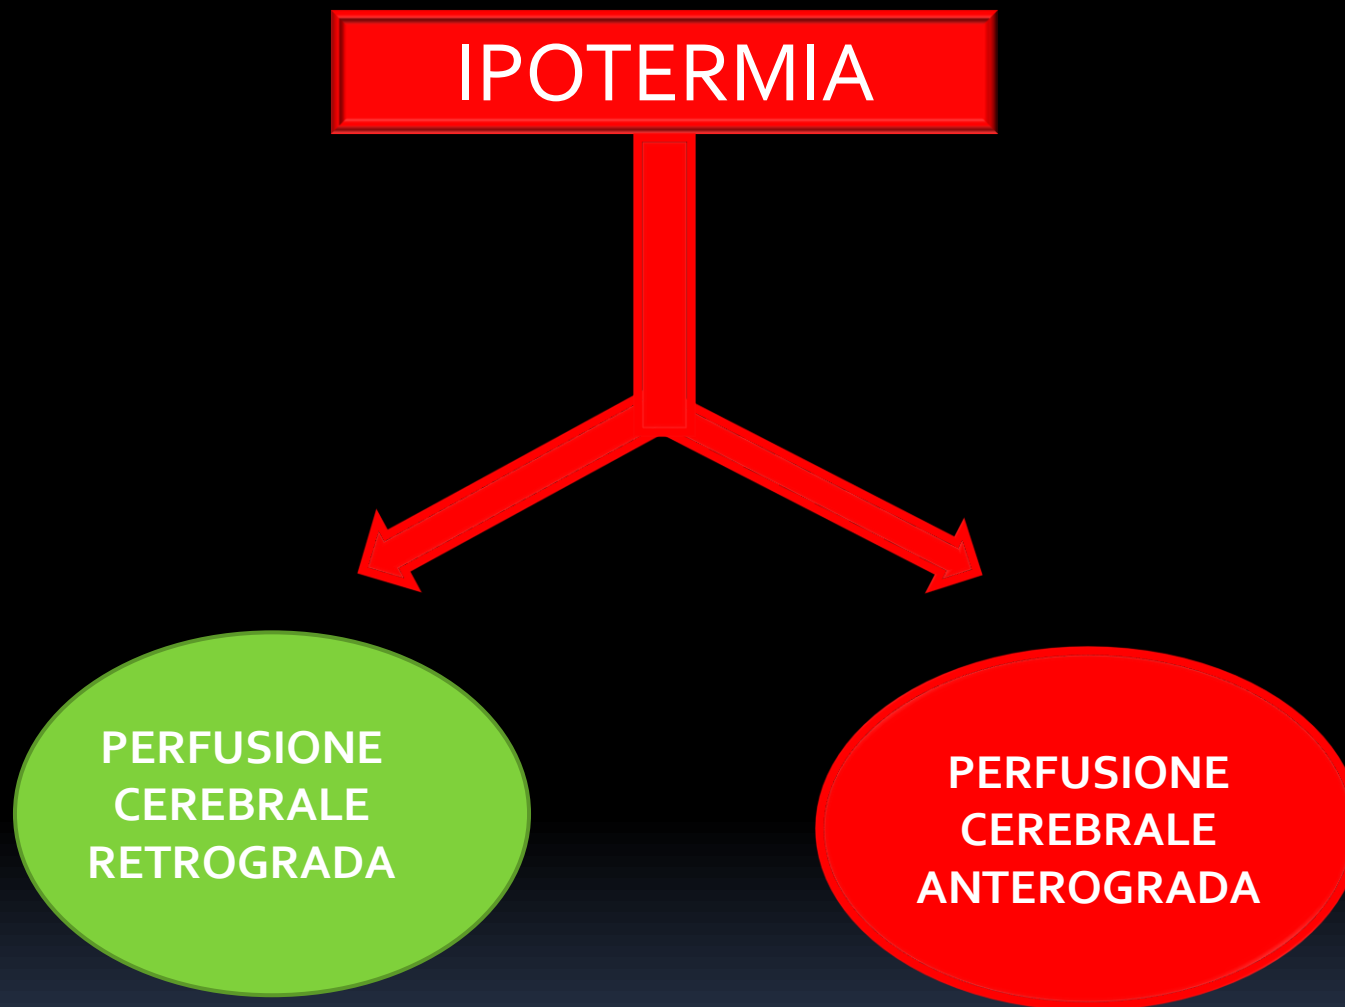 IPOTERMIA
PERFUSIONE
CEREBRALE
RETROGRADA
PERFUSIONE
CEREBRALE
ANTEROGRADA